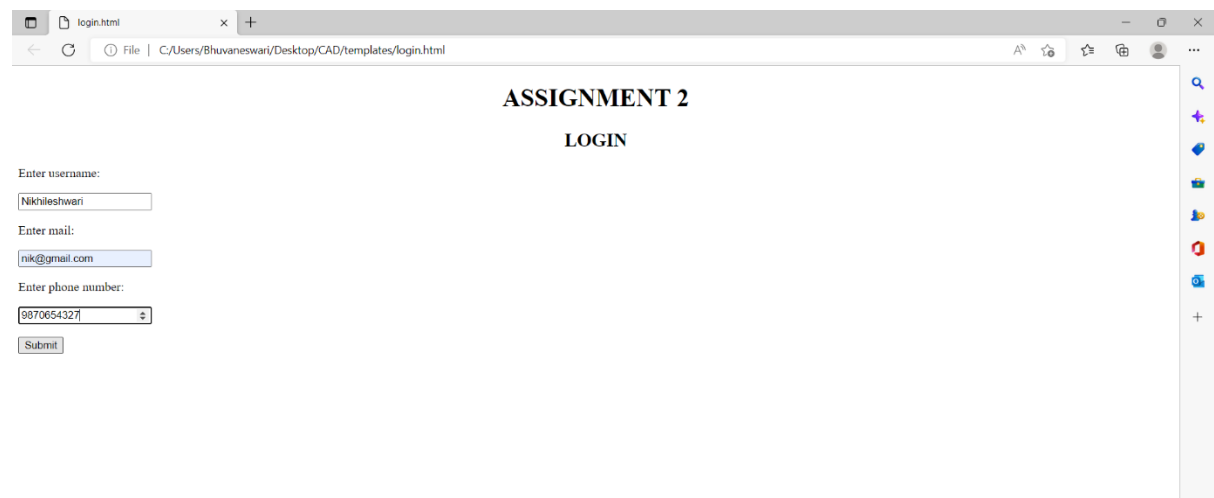 login.html
File | C:/Users/Bhuvaneswari/Desktop/CAD/templates/login.html
ASSIGNMENT 2
LOGIN
Enter username:
Nikhileshwari
Enter mail:
nik@gmail.com
Enter phone number:
9870654327
Submit